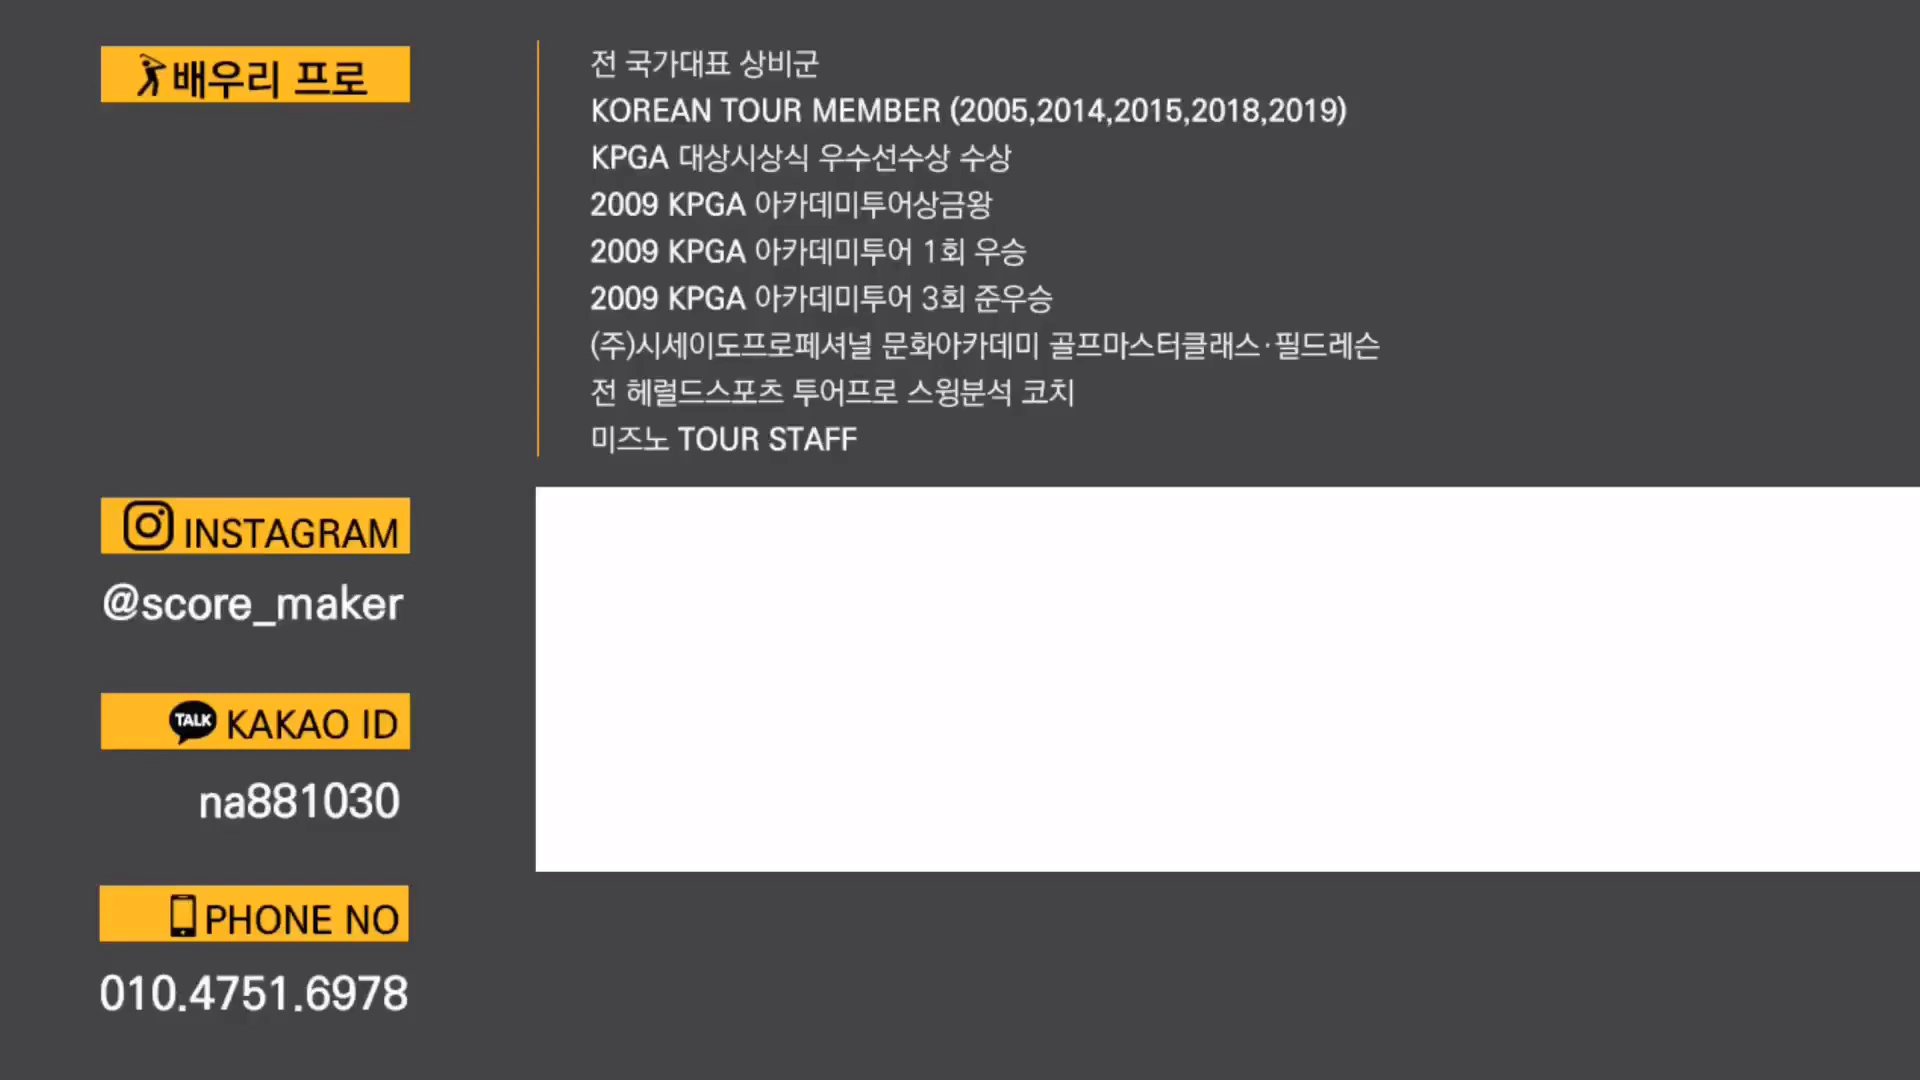 배우리 프로
전 국가대표 상비군
KOREAN TOUR MEMBER (2005,2014,2015,2018,2019)
KPGA 대상시상식 우수선수상 수상
2009 KPGA 아카데미투어상금왕
2009 KPGA 아카데미투어 1회 우승
2009 KPGA 아카데미투어 3회 준우승
(주)시세이도프로페셔널 문화아카데미 골프마스터클래스·필드레슨
전 헤럴드스포츠 투어프로 스윙분석 코치
미즈노 TOUR STAFF
INSTAGRAM
@score_maker
TALK KAKAO ID
na881030
PHONE NO
010.4751.6978